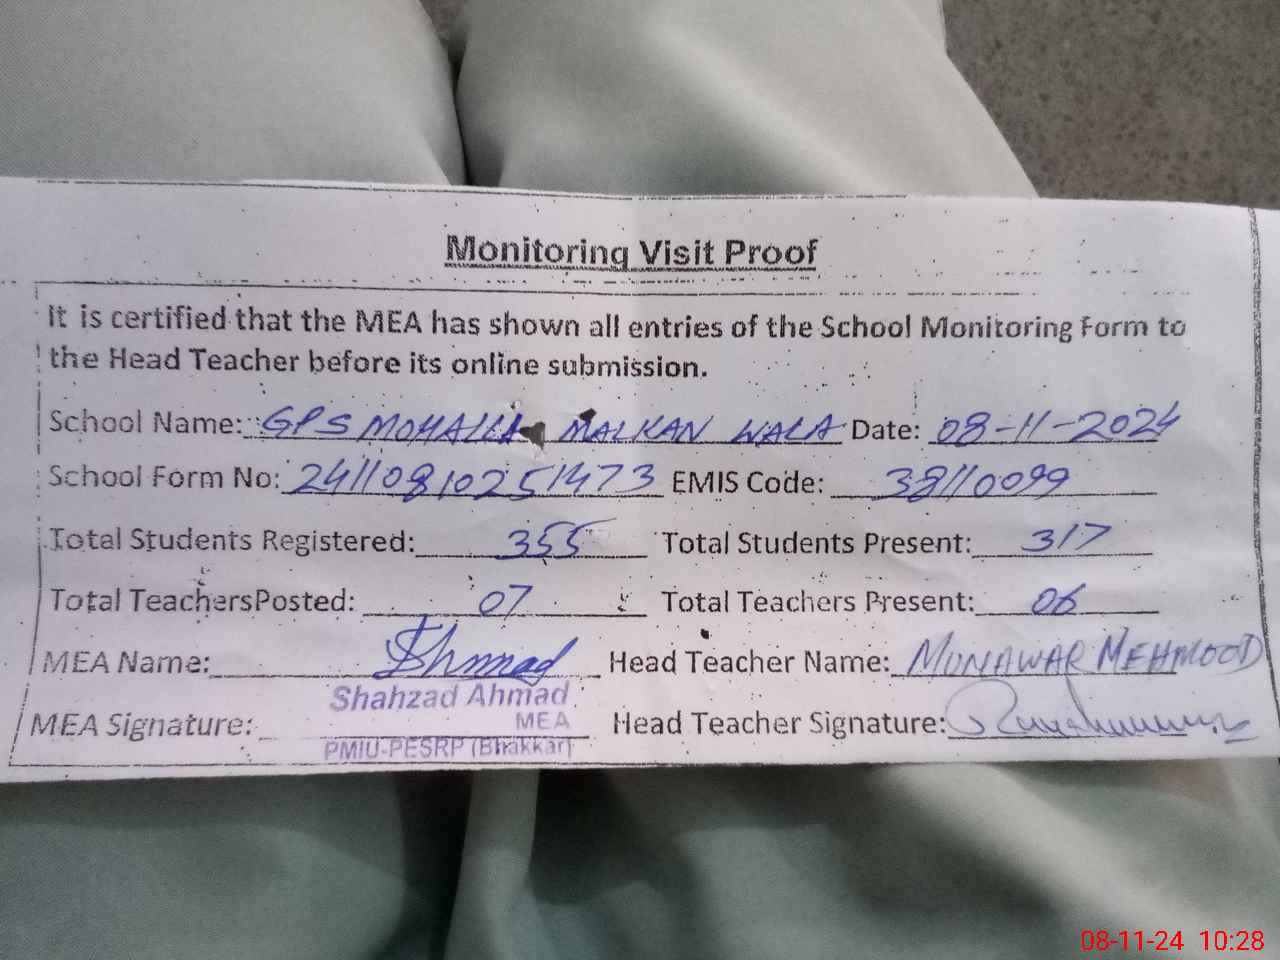 Monitoring Visit Proof
It is certified that the MEA has shown all entries of the School Monitoring Form to
the Head Teacher before its online submission.
School Name: GPS MOHALLA MALKAN WALA Date: 08-11-2024
School Form No: 24110810251473 EMIS Code: 38110099
Total Students Registered: 355 Total Students Present: 317
Total TeachersPosted: 07 Total Teachers Present: 06
MEA Name: Ahmad Head Teacher Name: MUNAWAR MEHMOOD
Shahzad Ahmad
MEA
MEA Signature: Head Teacher Signature:
PMIU-PESRP (Bhakkar)
08-11-24 10:28